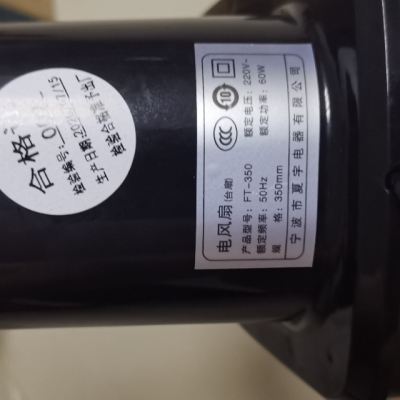 电风扇(台扇)
产品型号: FT-350 额定电压: 220V~
额定频率: 50Hz 额定功率: 60W
规 格: 350mm
宁波市夏宇电器有限公司
CCC
10
合格
检验编号:
生产日期:
检验合格准予出厂